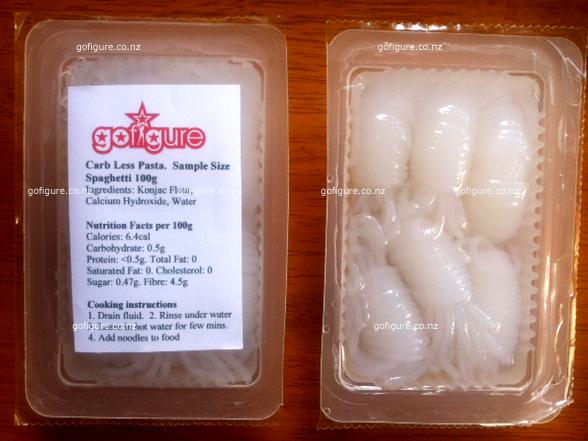 gofigure.co.nz
gofigure.co.nz
gofigure
Carb Less Pasta. Sample Size
Spaghetti 100g
Ingredients: Konjac Flour,
Calcium Hydroxide, Water
gofigure.co.nz
gofigure.co.nz
gofigure.co.nz
Nutrition Facts per 100g
Calories: 6.4cal
Carbohydrate: 0.5g
Protein: <0.5g. Total Fat: 0
Saturated Fat: 0. Cholesterol: 0
Sugar: 0.47g. Fibre: 4.5g
Cooking instructions
1. Drain fluid. 2. Rinse under water
in hot water for few mins.
4. Add noodles to food
gofigure.co.nz
gofigure.co.nz